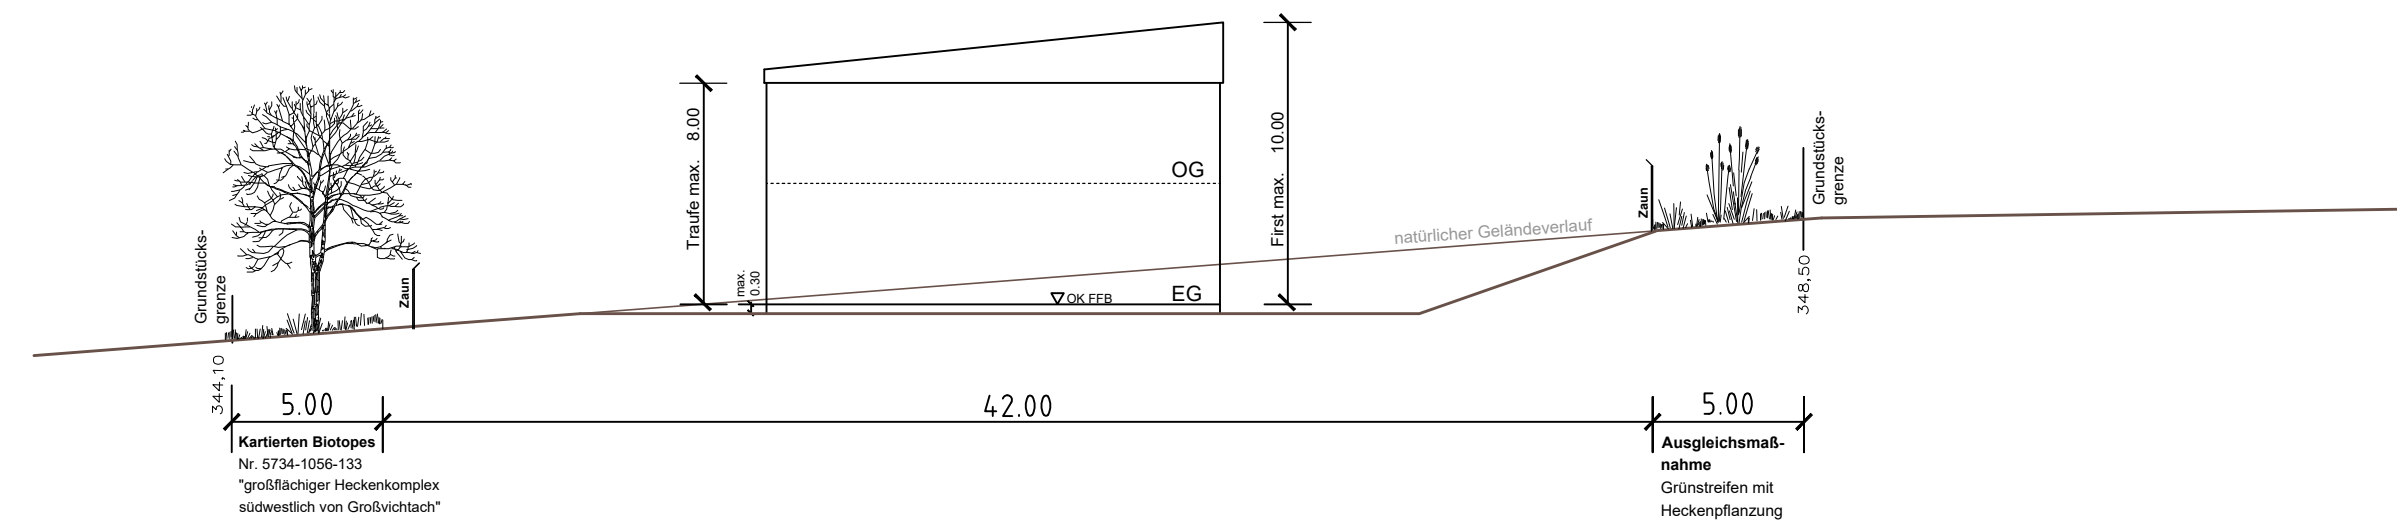 Grundstücks-
grenze
344,10
Zaun
Traufe max. 8.00
max.
0.30
OG
EG
OK FFB
First max. 10.00
natürlicher Geländeverlauf
Zaun
Grundstücks-
grenze
348,50
5.00
42.00
5.00
Kartierten Biotopes
Nr. 5734-1056-133
"großflächiger Heckenkomplex
südwestlich von Großvichtach"
Ausgleichsmaß-
nahme
Grünstreifen mit
Heckenpflanzung